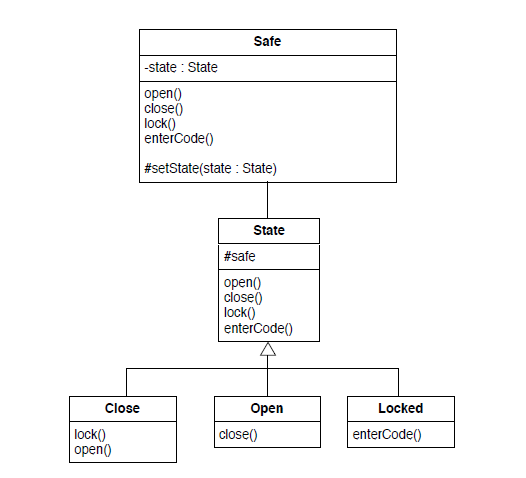 Safe
-state : State
open()
close()
lock()
enterCode()
#setState(state : State)
State
#safe
open()
close()
lock()
enterCode()
Close
lock()
open()
Open
close()
Locked
enterCode()